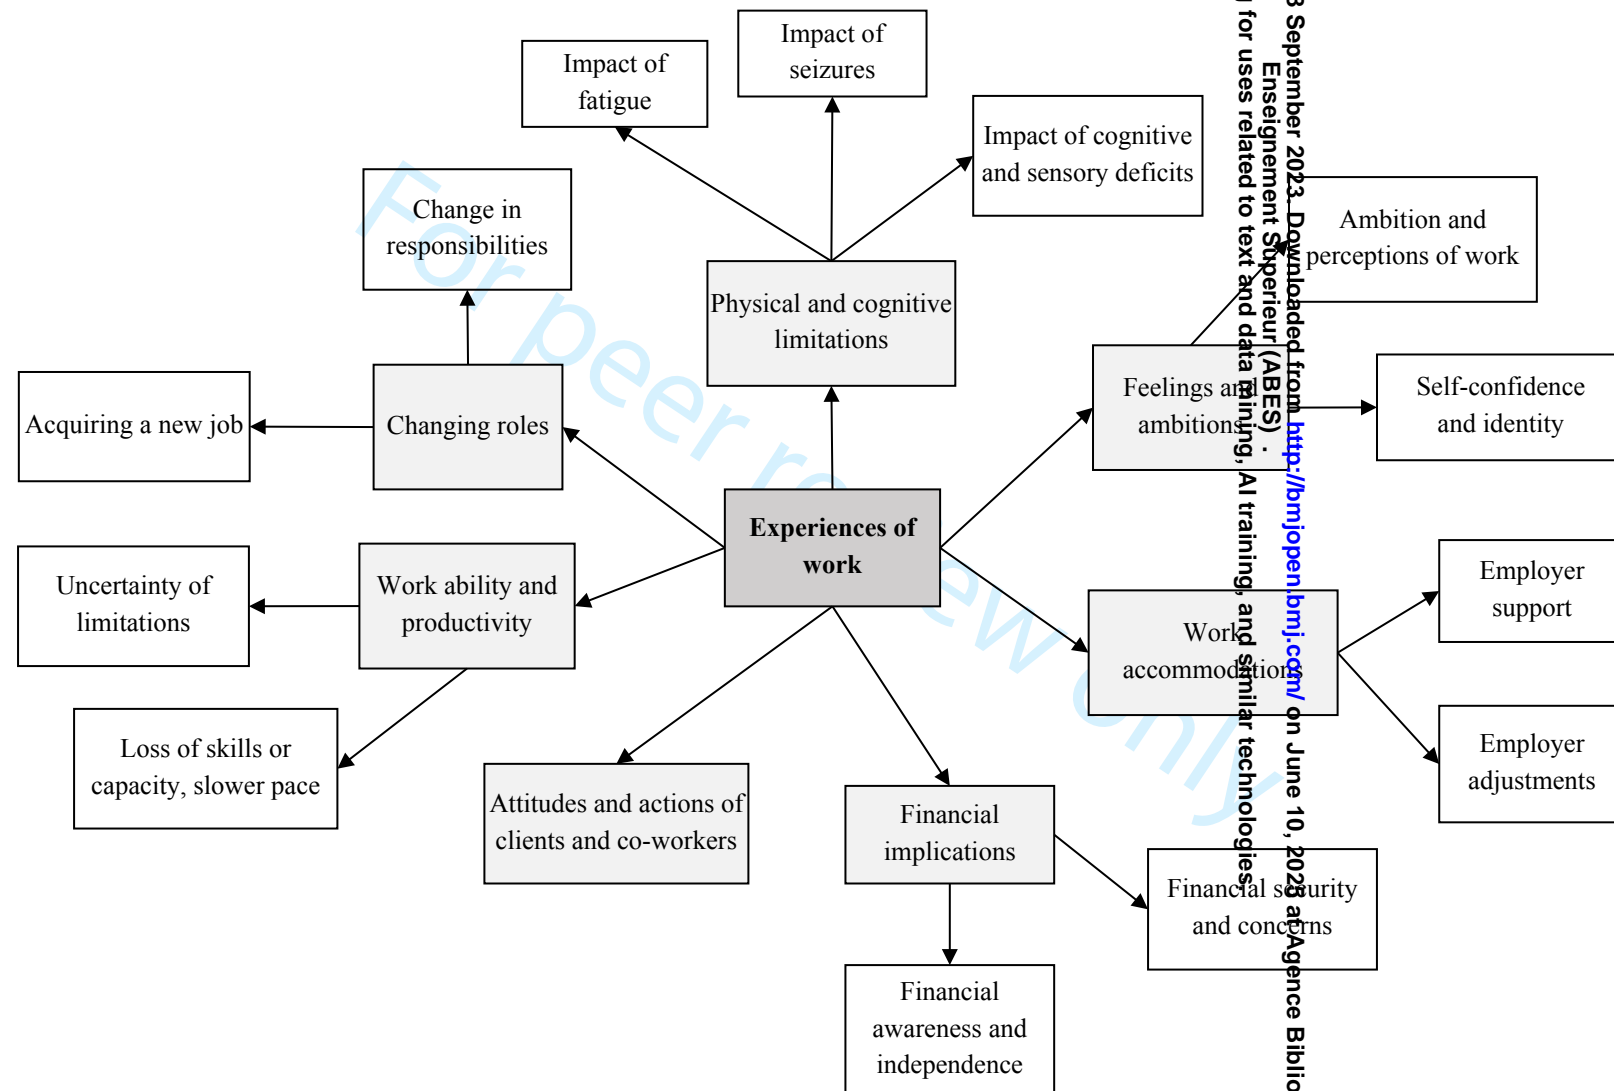 Impact of
seizures
Impact of
fatigue
Impact of cognitive
and sensory deficits
Change in
responsibilities
Ambition and
perceptions of work
Physical and cognitive
limitations
Feelings and
ambitions
Self-confidence
and identity
Acquiring a new job
Changing roles
Experiences of
work
Uncertainty of
limitations
Work ability and
productivity
Employer
support
Work
accommodations
Loss of skills or
capacity, slower pace
Employer
adjustments
Attitudes and actions of
clients and co-workers
Financial
implications
Financial security
and concerns
Financial
awareness and
independence
For peer review only
September 2023. Downloaded from http://bmjopen.bmj.com/ on June 10, 2023 at Agence
Enseignement Superieur (ABES) .
for uses related to text and data mining, AI training, and similar technologies.